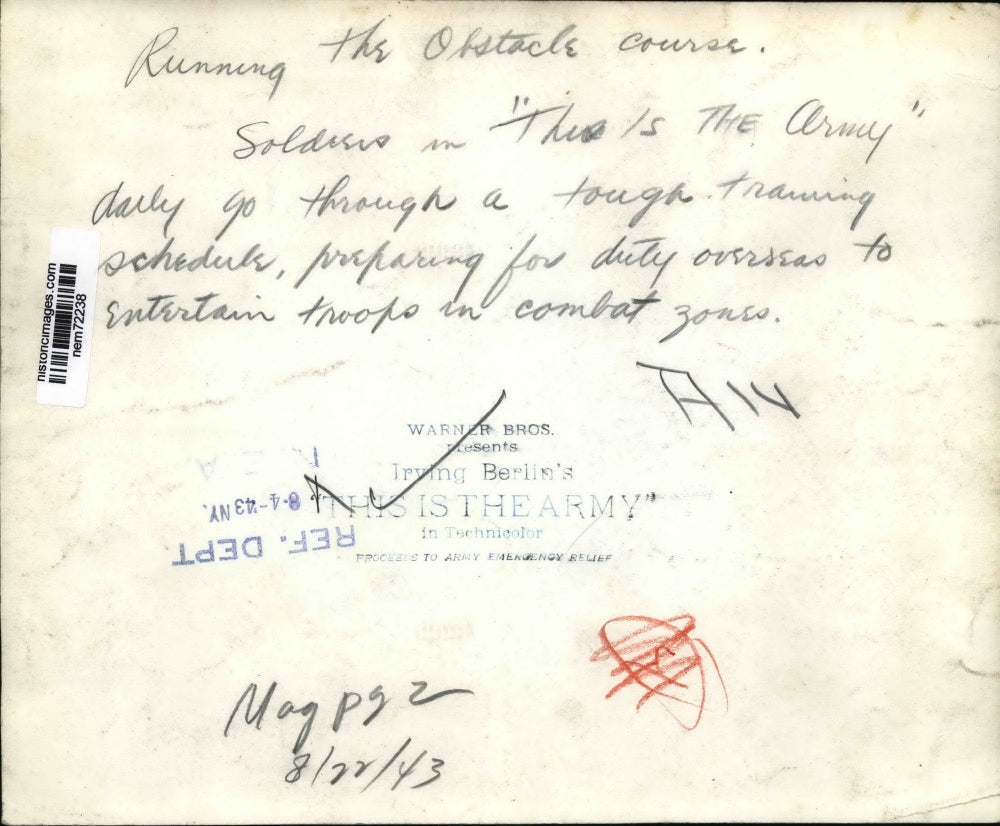 Running the Obstacle course.
Soldiers in "This Is THE Army"
daily go through a tough training
schedule, preparing for duty overseas to
entertain troops in combat zones.
historicimages.com
nem72238
WARNER BROS.
presents
Irving Berlin's
"THIS IS THE ARMY"
in Technicolor
PROCEEDS TO ARMY EMERGENCY RELIEF
8-4-43 NY.
REF. DEPT
Mag pg 2
8/22/43